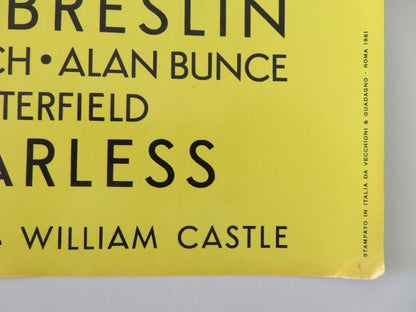 BRESLIN
CH • ALAN BUNCE
TERFIELD
ARLESS
WILLIAM CASTLE
STAMPATO IN ITALIA DA VECCHIONI & GUADAGNO - ROMA 1961